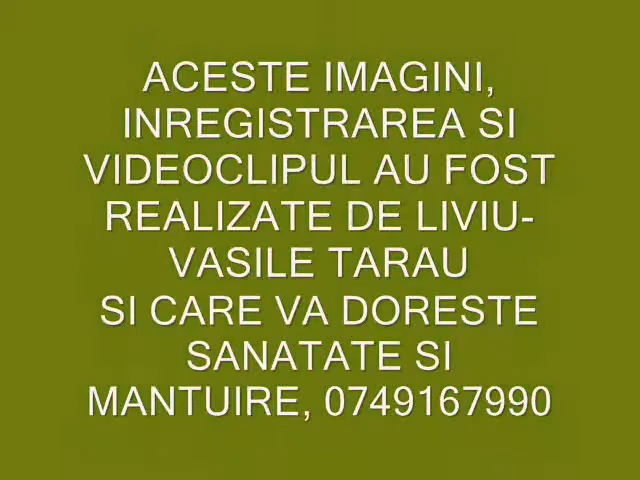 ACESTE IMAGINI,
INREGISTRAREA SI
VIDEOCLIPUL AU FOST
REALIZATE DE LIVIU-
VASILE TARAU
SI CARE VA DORESTE
SANATATE SI
MANTUIRE, 0749167990